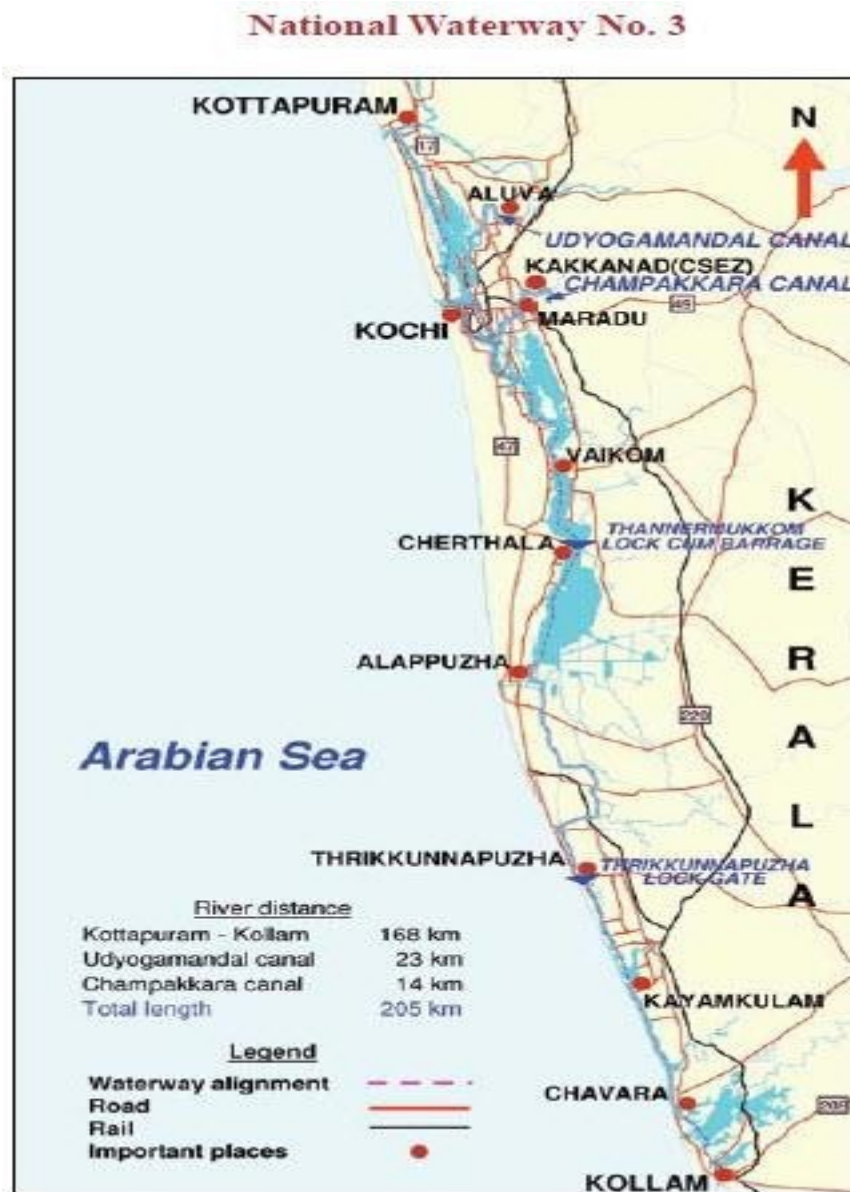 National Waterway No. 3
KOTTAPURAM
N
17
ALUVA
UDYOGAMANDAL CANAL
KAKKANAD(CSEZ)
CHAMPAKKARA CANAL
49
KOCHI
MARADU
47
VAIKOM
K
THANNERMUKKOM
LOCK CUM BARRAGE
CHERTHALA
E
ALAPPUZHA
R
220
Arabian Sea
A
L
THRIKKUNNAPUZHA
THRIKKUNNAPUZHA
LOCK GATE
A
River distance
Kottapuram - Kollam 168 km
Udyogamandal canal 23 km
Champakkara canal 14 km
Total length 205 km
KAYAMKULAM
Legend
Waterway alignment
Road
Rail
Important places
CHAVARA
208
KOLLAM